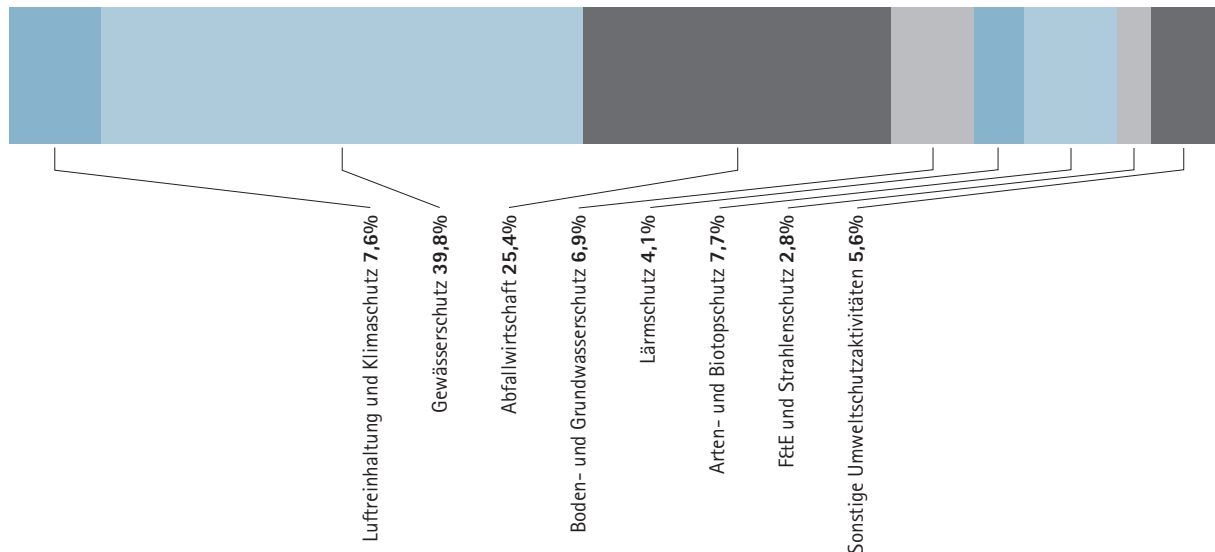 Luftreinhaltung und Klimaschutz 7,6%
Gewässerschutz 39,8%
Abfallwirtschaft 25,4%
Boden- und Grundwasserschutz 6,9%
Lärmschutz 4,1%
Arten- und Biotopschutz 7,7%
F&E und Strahlenschutz 2,8%
Sonstige Umweltschutzaktivitäten 5,6%